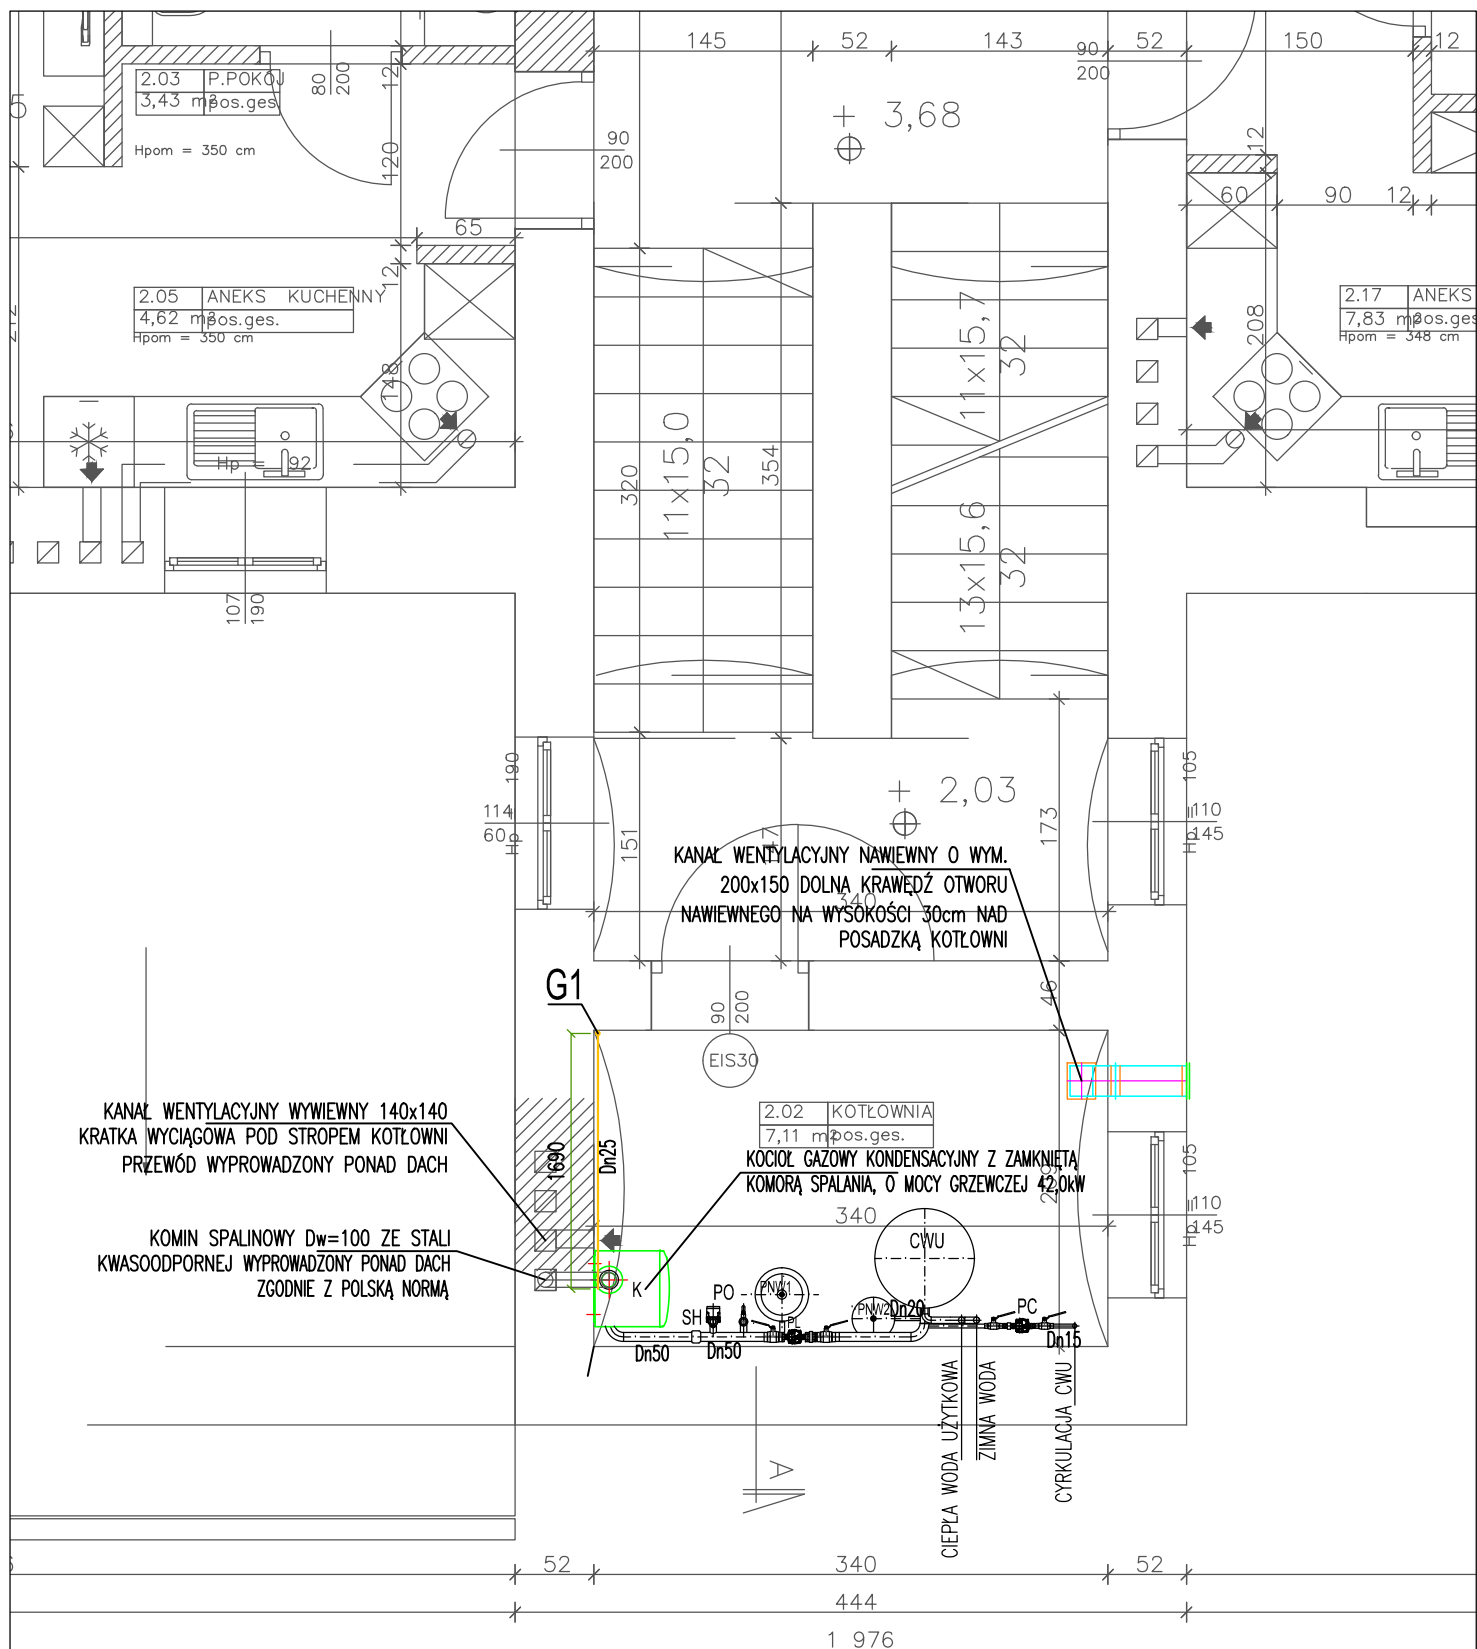 145 52 143 52 150 12
90
200
2.03 P.POKÓJ
3,43 m² pos.ges.
Hpom = 350 cm
80
200
12
120
90
200
+ 3,68
12
60 90 12
65
12
2.05 ANEKS KUCHENNY
4,62 m² pos.ges.
Hpom = 350 cm
2.17 ANEKS
7,83 m² pos.ges
Hpom = 348 cm
148
208
Hp = 92
11x15,0
32
320
354
11x15,7
32
13x15,6
32
107
190
190
114
60
Hp =
151
+ 2,03
173
105
110
145
Hp =
KANAŁ WENTYLACYJNY NAWIEWNY O WYM.
200x150 DOLNA KRAWĘDŹ OTWORU
NAWIEWNEGO NA WYSOKOŚCI 30cm NAD
POSADZKĄ KOTŁOWNI
340
46
G1
90
200
EIS30
2.02 KOTŁOWNIA
7,11 m² pos.ges.
KANAŁ WENTYLACYJNY WYWIEWNY 140x140
KRATKA WYCIĄGOWA POD STROPEM KOTŁOWNI
PRZEWÓD WYPROWADZONY PONAD DACH
1690
Dn25
KOCIOŁ GAZOWY KONDENSACYJNY Z ZAMKNIĘTĄ
KOMORĄ SPALANIA, O MOCY GRZEWCZEJ 42,0kW
340
105
110
145
Hp =
KOMIN SPALINOWY Dw=100 ZE STALI
KWASOODPORNEJ WYPROWADZONY PONAD DACH
ZGODNIE Z POLSKĄ NORMĄ
K
CWU
SH PO PNW1 PL PNW2 Dn20 PC
Dn50 Dn50 Dn15
CIEPŁA WODA UŻYTKOWA
ZIMNA WODA
CYRKULACJA CWU
A
52 340 52
444
1 976